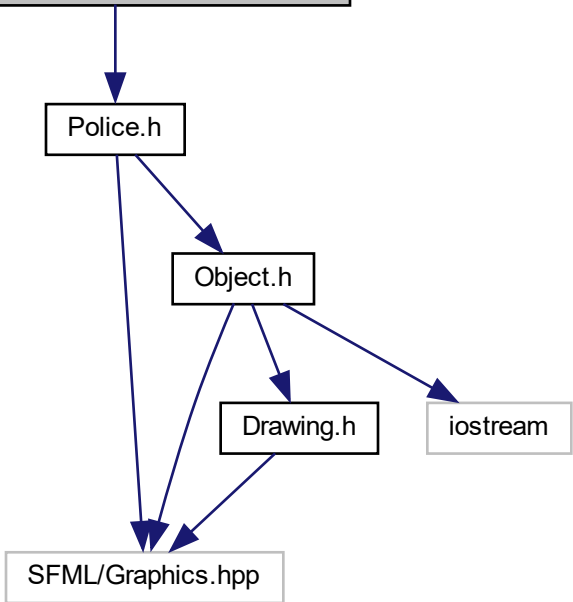 Police.h
Object.h
Drawing.h
iostream
SFML/Graphics.hpp